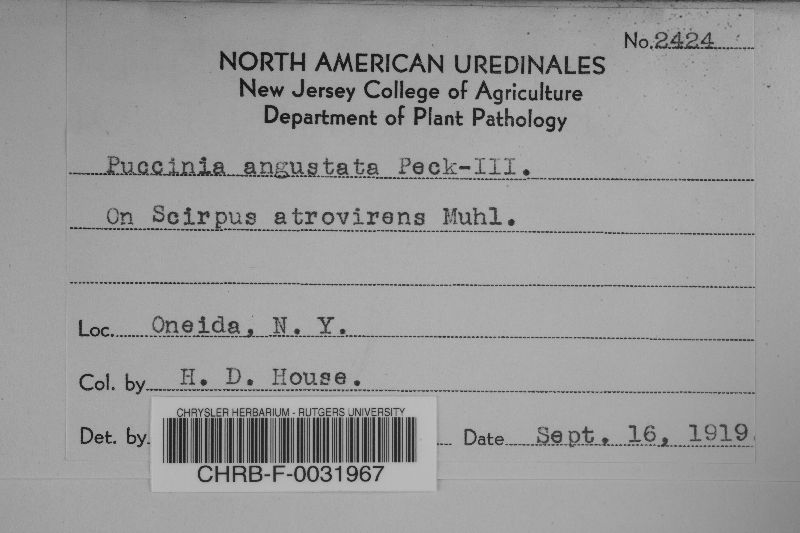 No. 2424
NORTH AMERICAN UREDINALES
New Jersey College of Agriculture
Department of Plant Pathology
Puccinia angustata Peck-III.
On Scirpus atrovirens Muhl.
Loc. Oneida, N. Y.
Col. by H. D. House.
Det. by Date Sept. 16, 1919
CHRYSLER HERBARIUM - RUTGERS UNIVERSITY
CHRB-F-0031967